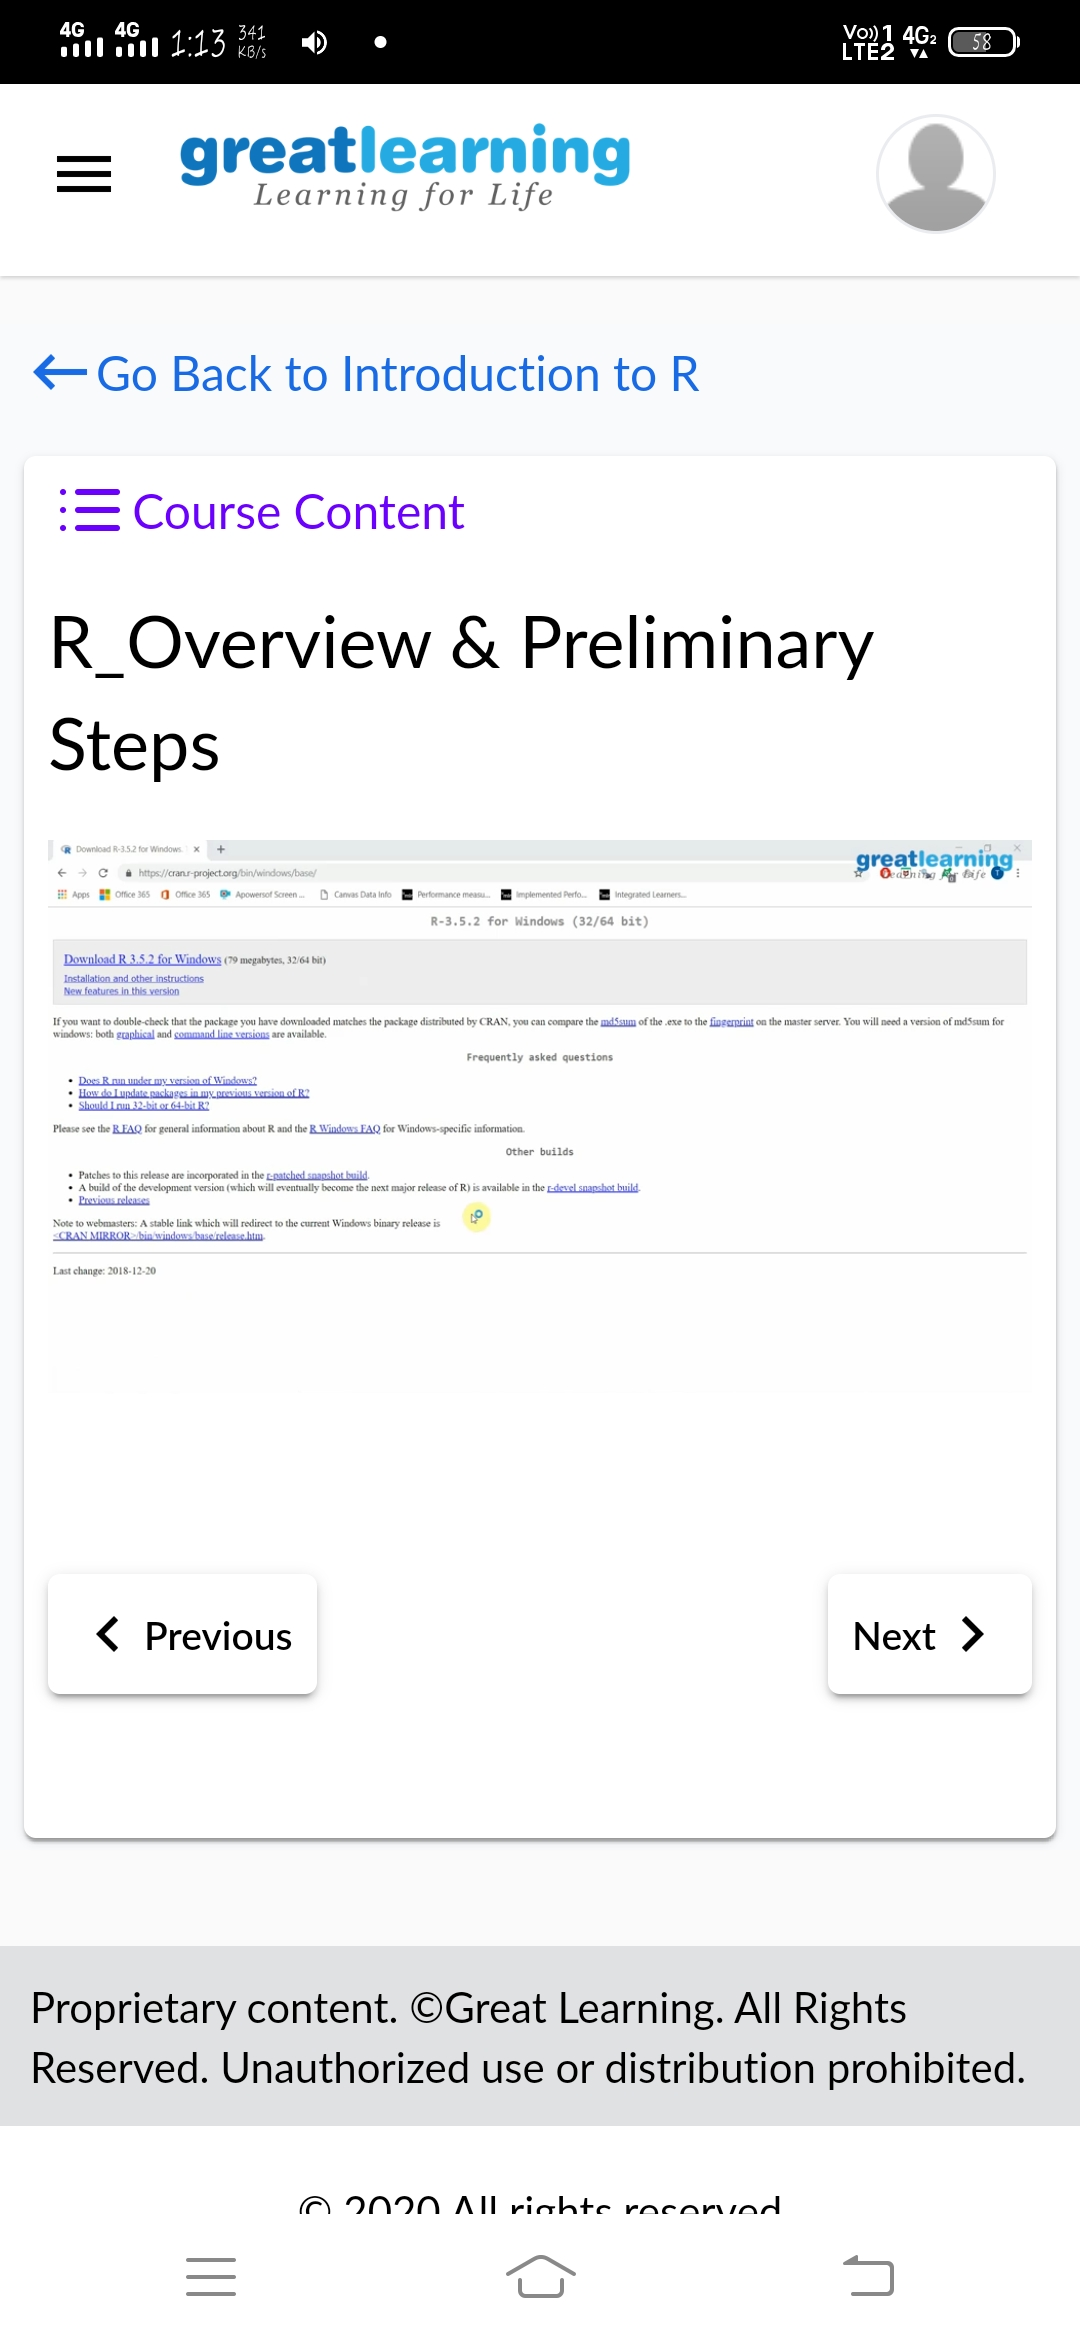 4G 4G 1:13 341 KB/s Vo)) 1 LTE2 4G2 58
greatlearning
Learning for Life
Go Back to Introduction to R
Course Content
R_Overview & Preliminary
Steps
Download R-3.5.2 for Windows.
https://cran.r-project.org/bin/windows/base/
greatlearning
Learning for Life
Apps Office 365 Office 365 Apowersof Screen ... Canvas Data Info Performance measu... Implemented Perfo... Integrated Learners...
R-3.5.2 for Windows (32/64 bit)
Download R 3.5.2 for Windows (79 megabytes, 32/64 bit)
Installation and other instructions
New features in this version
If you want to double-check that the package you have downloaded matches the package distributed by CRAN, you can compare the md5sum of the .exe to the fingerprint on the master server. You will need a version of md5sum for
windows: both graphical and command line versions are available.
Frequently asked questions
• Does R run under my version of Windows?
• How do I update packages in my previous version of R?
• Should I run 32-bit or 64-bit R?
Please see the R FAQ for general information about R and the R Windows FAQ for Windows-specific information.
Other builds
• Patches to this release are incorporated in the r-patched snapshot build.
• A build of the development version (which will eventually become the next major release of R) is available in the r-devel snapshot build.
• Previous releases
Note to webmasters: A stable link which will redirect to the current Windows binary release is
<CRAN MIRROR>/bin/windows/base/release.htm.
Last change: 2018-12-20
Previous
Next
Proprietary content. ©Great Learning. All Rights
Reserved. Unauthorized use or distribution prohibited.
© 2020 All rights reserved